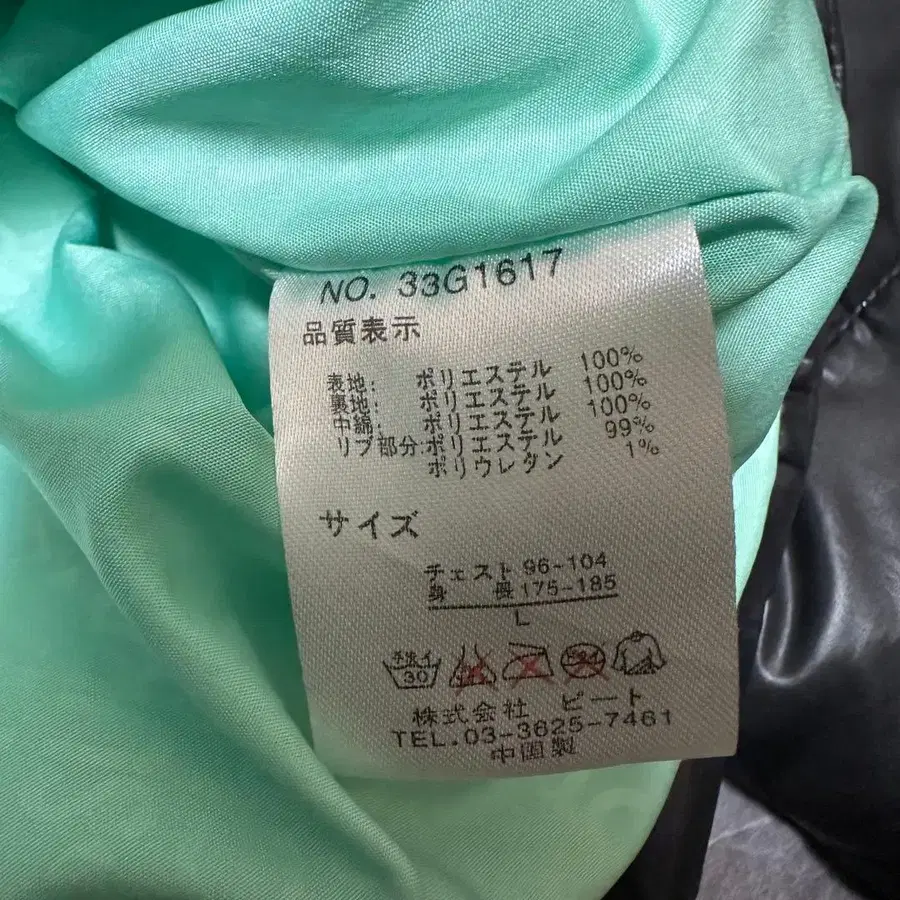 NO. 33G1617
品質表示
表地: ポリエステル 100%
裏地: ポリエステル 100%
中綿: ポリエステル 100%
リブ部分:ポリエステル 99%
ポリウレタン 1%
サイズ
チェスト 96-104
身 長 175-185
L
手洗イ
30
株式会社 ビート
TEL.03-3625-7461
中国製